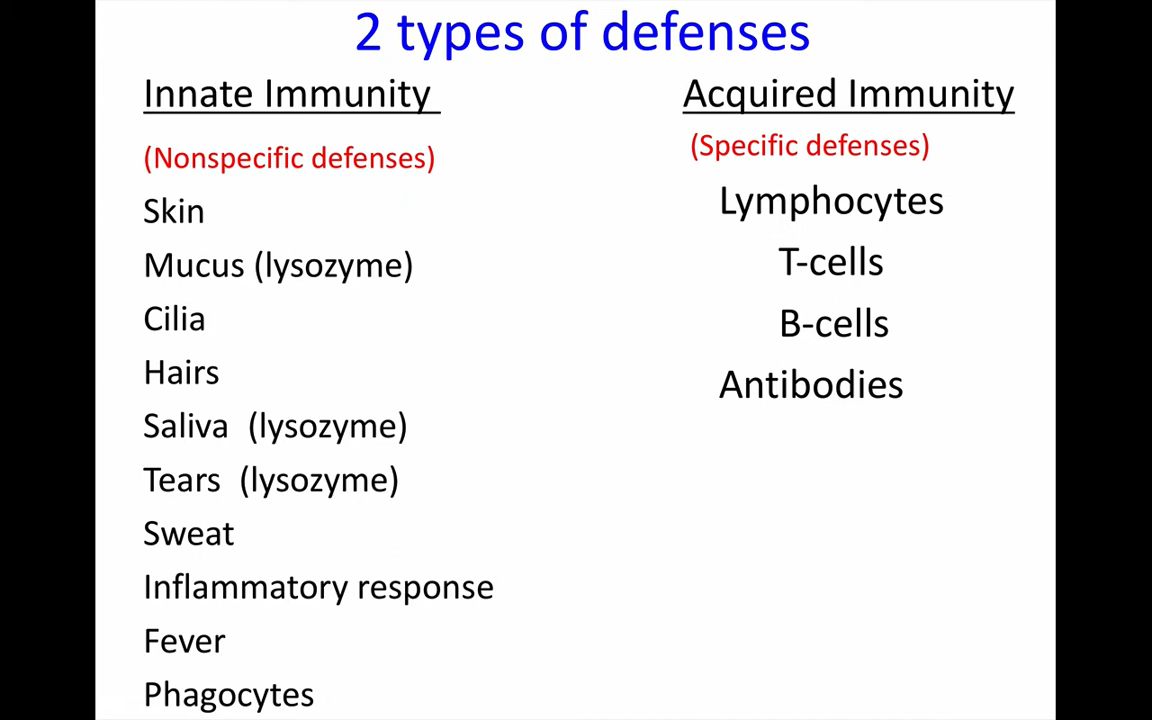 2 types of defenses
Innate Immunity
(Nonspecific defenses)
Skin
Mucus (lysozyme)
Cilia
Hairs
Saliva (lysozyme)
Tears (lysozyme)
Sweat
Inflammatory response
Fever
Phagocytes
Acquired Immunity
(Specific defenses)
Lymphocytes
T-cells
B-cells
Antibodies